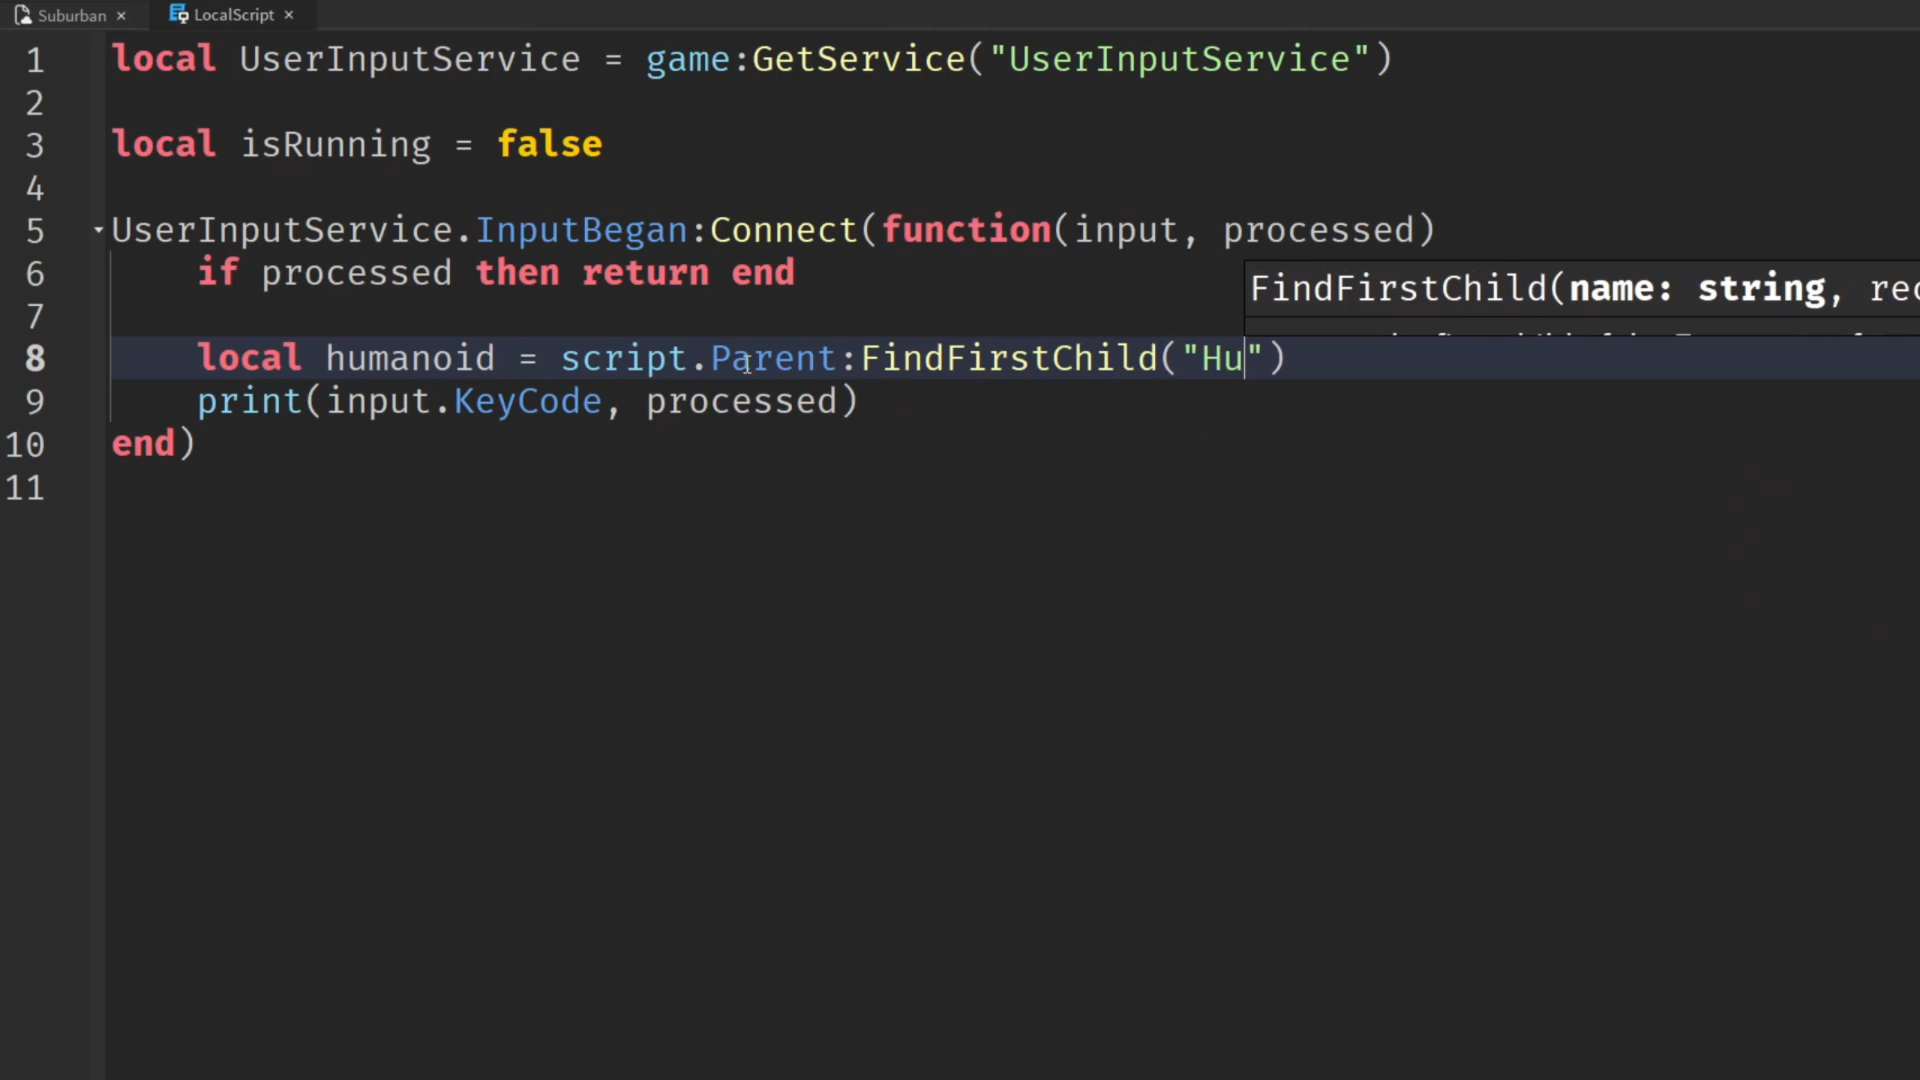 Suburban × LocalScript ×
1 local UserInputService = game:GetService("UserInputService")
2
3 local isRunning = false
4
5 UserInputService.InputBegan:Connect(function(input, processed)
6 if processed then return end
FindFirstChild(name: string, rec
7
8 local humanoid = script.Parent:FindFirstChild("Hu")
9 print(input.KeyCode, processed)
10 end)
11